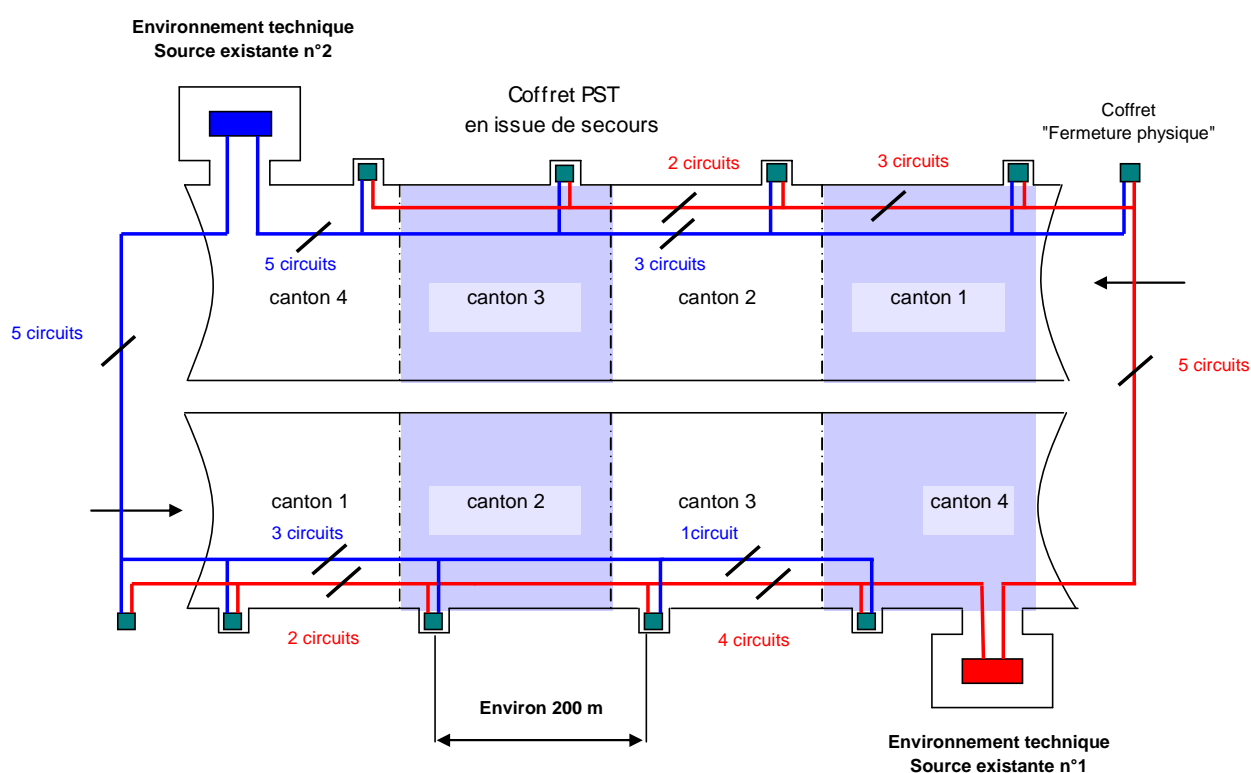 Environnement technique
Source existante n°2
Coffret PST
en issue de secours
Coffret
"Fermeture physique"
2 circuits
3 circuits
5 circuits
3 circuits
canton 4
canton 3
canton 2
canton 1
5 circuits
5 circuits
canton 1
canton 2
canton 3
canton 4
3 circuits
1circuit
2 circuits
4 circuits
Environ 200 m
Environnement technique
Source existante n°1